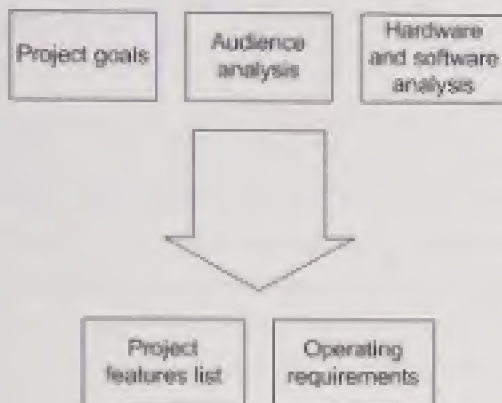 Project goals
Audience
analysis
Hardware
and software
analysis
Project
features list
Operating
requirements